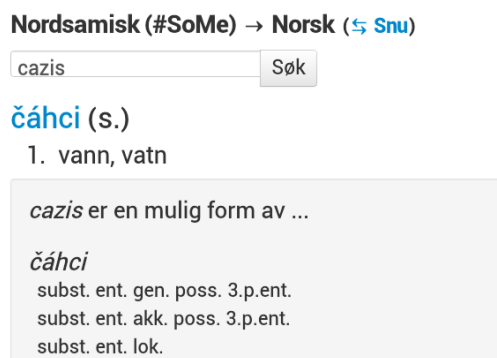 Nordsamisk (#SoMe) → Norsk (⇆ Snu)
cazis Søk
čáhci (s.)
1. vann, vatn
cazis er en mulig form av ...
čáhci
subst. ent. gen. poss. 3.p.ent.
subst. ent. akk. poss. 3.p.ent.
subst. ent. lok.